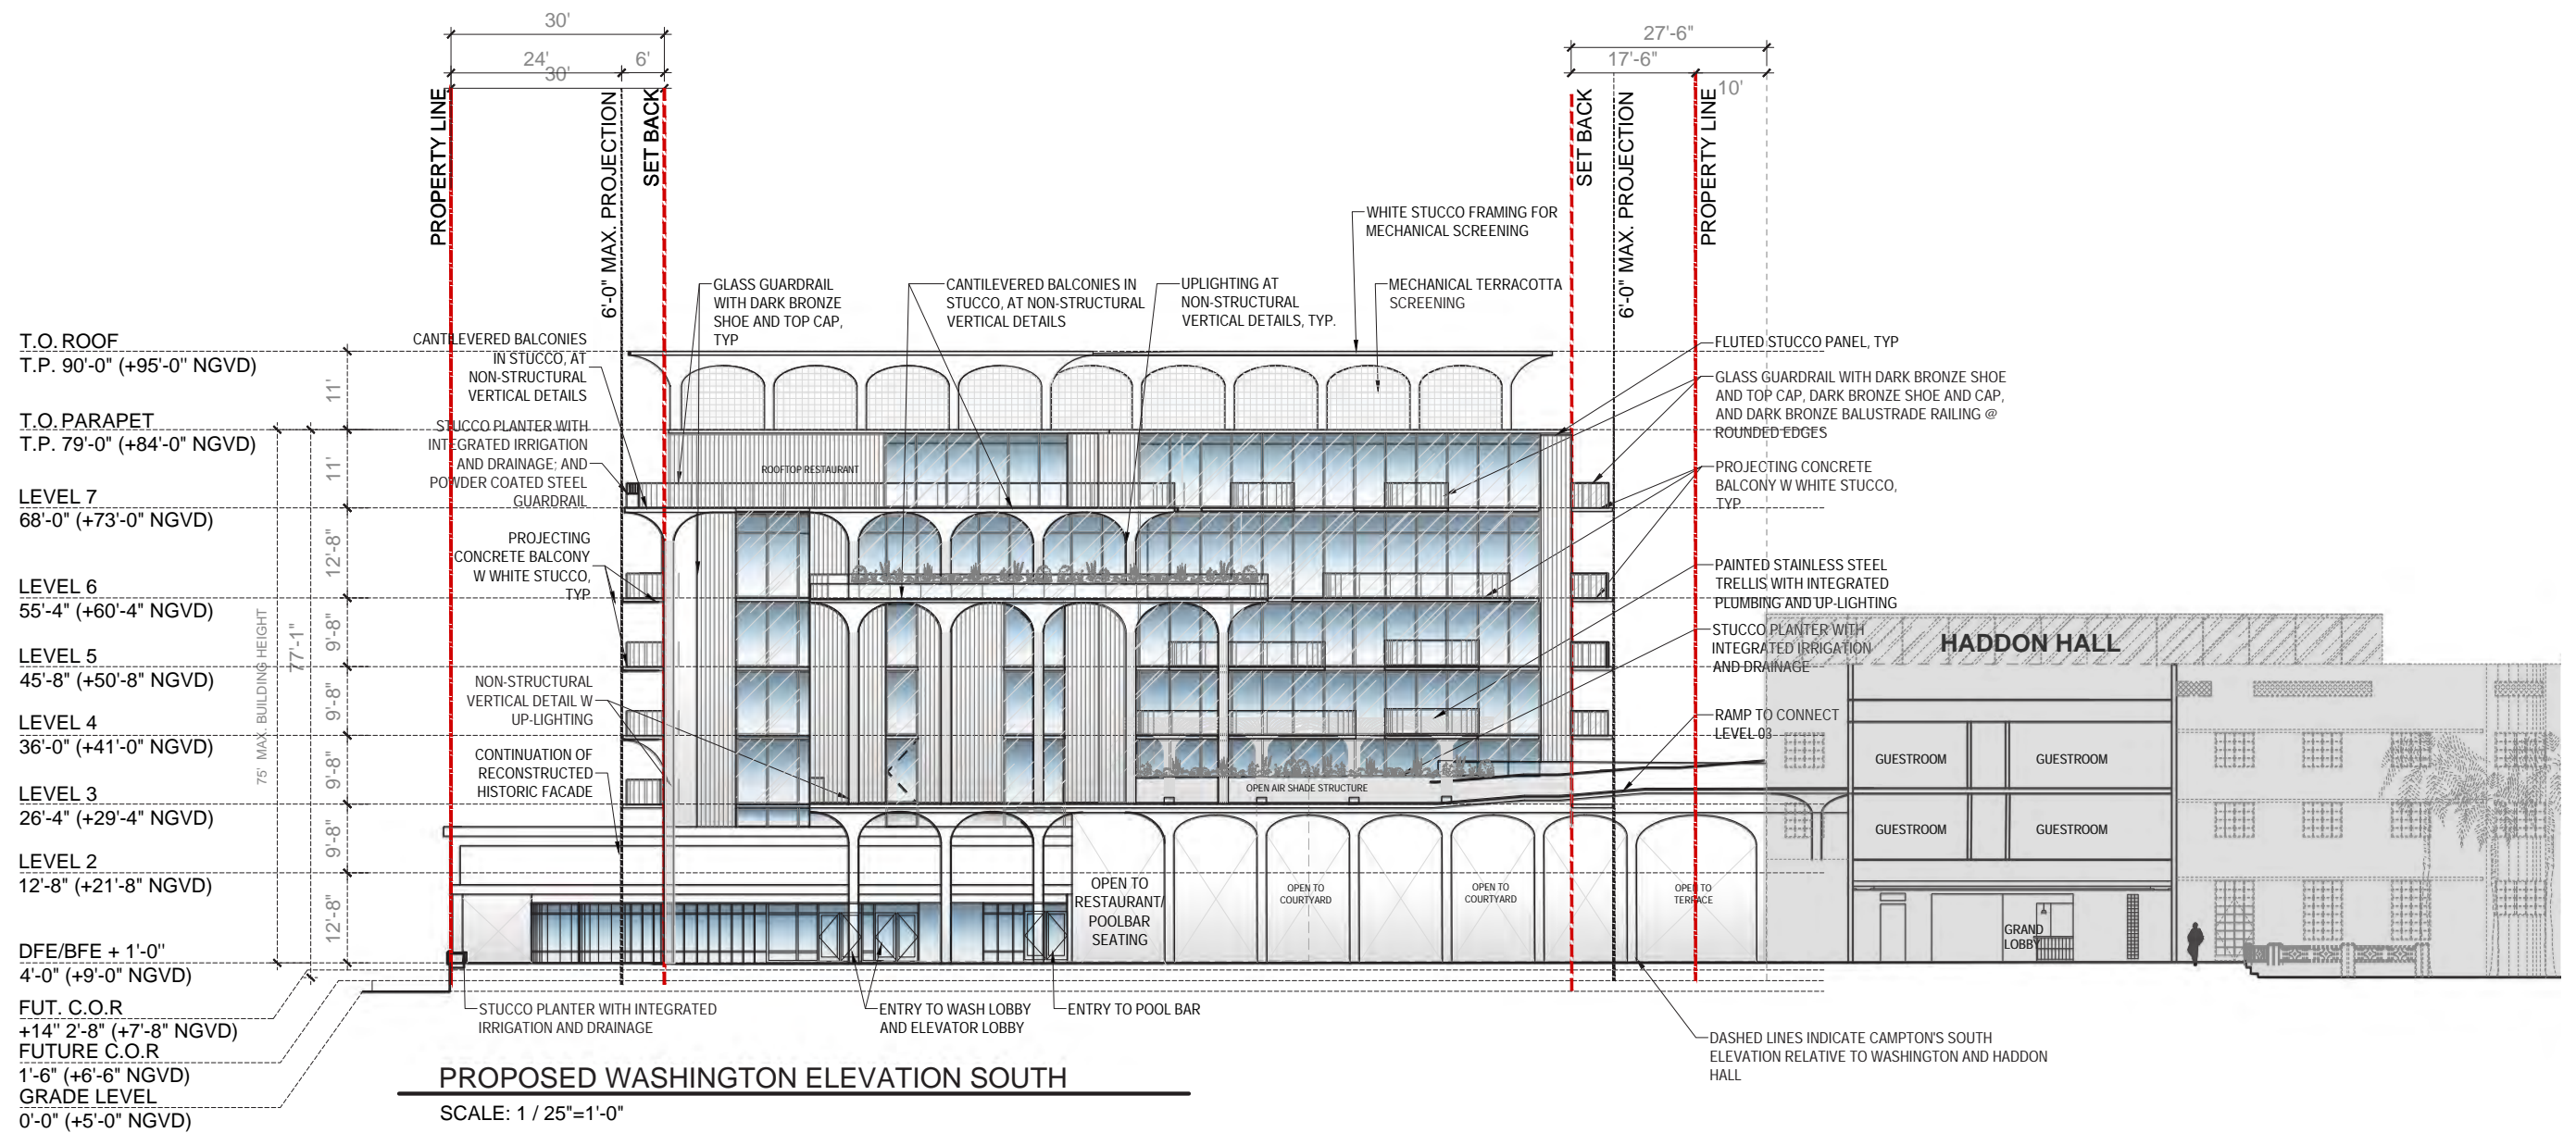 30'
24'
30'
6'
27'-6"
17'-6"
10'
PROPERTY LINE
6'-0" MAX. PROJECTION
SET BACK
SET BACK
6'-0" MAX. PROJECTION
PROPERTY LINE
WHITE STUCCO FRAMING FOR
MECHANICAL SCREENING
GLASS GUARDRAIL
WITH DARK BRONZE
SHOE AND TOP CAP,
TYP
CANTILEVERED BALCONIES IN
STUCCO, AT NON-STRUCTURAL
VERTICAL DETAILS
UPLIGHTING AT
NON-STRUCTURAL
VERTICAL DETAILS, TYP.
MECHANICAL TERRACOTTA
SCREENING
T.O. ROOF
T.P. 90'-0" (+95'-0" NGVD)
T.O. PARAPET
T.P. 79'-0" (+84'-0" NGVD)
LEVEL 7
68'-0" (+73'-0" NGVD)
LEVEL 6
55'-4" (+60'-4" NGVD)
LEVEL 5
45'-8" (+50'-8" NGVD)
LEVEL 4
36'-0" (+41'-0" NGVD)
LEVEL 3
26'-4" (+29'-4" NGVD)
LEVEL 2
12'-8" (+21'-8" NGVD)
DFE/BFE + 1'-0"
4'-0" (+9'-0" NGVD)
FUT. C.O.R
+14" 2'-8" (+7'-8" NGVD)
FUTURE C.O.R
1'-6" (+6'-6" NGVD)
GRADE LEVEL
0'-0" (+5'-0" NGVD)
75' MAX. BUILDING HEIGHT
77'-1"
11'
11'
12'-8"
9'-8"
9'-8"
9'-8"
9'-8"
12'-8"
CANTILEVERED BALCONIES
IN STUCCO, AT
NON-STRUCTURAL
VERTICAL DETAILS
STUCCO PLANTER WITH
INTEGRATED IRRIGATION
AND DRAINAGE; AND
POWDER COATED STEEL
GUARDRAIL
PROJECTING
CONCRETE BALCONY
W WHITE STUCCO,
TYP
NON-STRUCTURAL
VERTICAL DETAIL W
UP-LIGHTING
CONTINUATION OF
RECONSTRUCTED
HISTORIC FACADE
ROOFTOP RESTAURANT
OPEN AIR SHADE STRUCTURE
OPEN TO
RESTAURANT/
POOLBAR
SEATING
OPEN TO
COURTYARD
OPEN TO
COURTYARD
OPEN TO
TERRACE
FLUTED STUCCO PANEL, TYP
GLASS GUARDRAIL WITH DARK BRONZE SHOE
AND TOP CAP, DARK BRONZE SHOE AND CAP,
AND DARK BRONZE BALUSTRADE RAILING @
ROUNDED EDGES
PROJECTING CONCRETE
BALCONY W WHITE STUCCO,
TYP
PAINTED STAINLESS STEEL
TRELLIS WITH INTEGRATED
PLUMBING AND UP-LIGHTING
STUCCO PLANTER WITH
INTEGRATED IRRIGATION
AND DRAINAGE
RAMP TO CONNECT
LEVEL 03
HADDON HALL
GUESTROOM
GUESTROOM
GUESTROOM
GUESTROOM
GRAND
LOBBY
STUCCO PLANTER WITH INTEGRATED
IRRIGATION AND DRAINAGE
ENTRY TO WASH LOBBY
AND ELEVATOR LOBBY
ENTRY TO POOL BAR
DASHED LINES INDICATE CAMPTON'S SOUTH
ELEVATION RELATIVE TO WASHINGTON AND HADDON
HALL
PROPOSED WASHINGTON ELEVATION SOUTH
SCALE: 1 / 25"=1'-0"